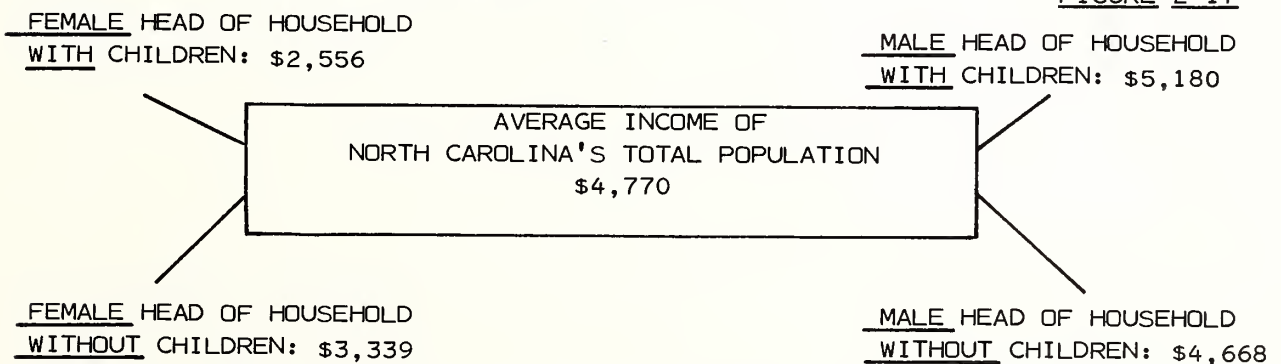 FEMALE HEAD OF HOUSEHOLD
WITH CHILDREN: $2,556
MALE HEAD OF HOUSEHOLD
WITH CHILDREN: $5,180
AVERAGE INCOME OF
NORTH CAROLINA'S TOTAL POPULATION
$4,770
FEMALE HEAD OF HOUSEHOLD
WITHOUT CHILDREN: $3,339
MALE HEAD OF HOUSEHOLD
WITHOUT CHILDREN: $4,668